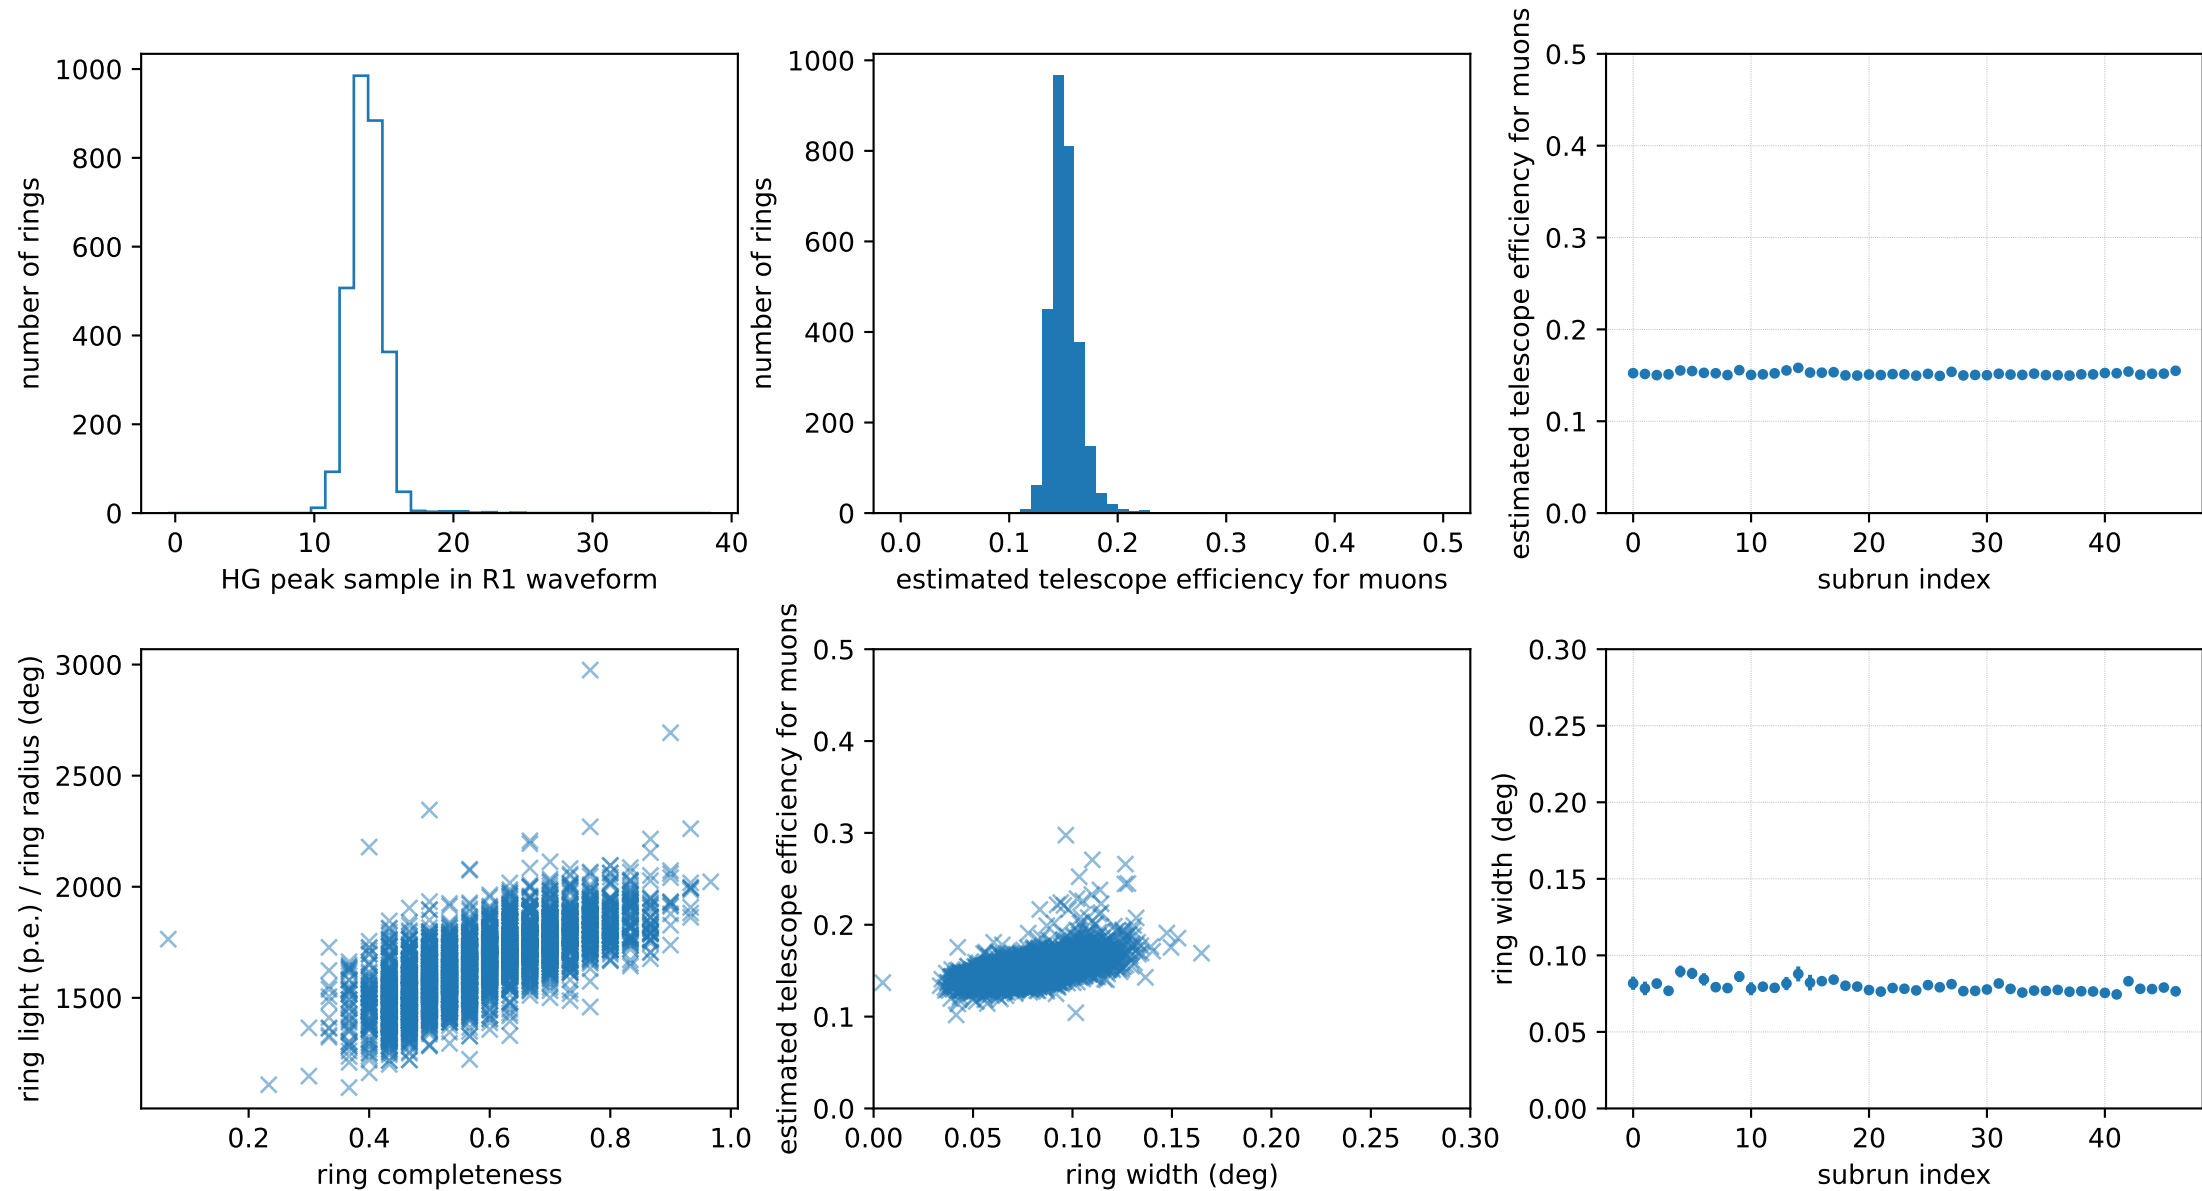 number of rings
1000
800
600
400
200
0
0 10 20 30 40
HG peak sample in R1 waveform
number of rings
1000
800
600
400
200
0
0.0 0.1 0.2 0.3 0.4 0.5
estimated telescope efficiency for muons
estimated telescope efficiency for muons
0.5
0.4
0.3
0.2
0.1
0.0
0 10 20 30 40
subrun index
ring light (p.e.) / ring radius (deg)
3000
2500
2000
1500
0.2 0.4 0.6 0.8 1.0
ring completeness
estimated telescope efficiency for muons
0.5
0.4
0.3
0.2
0.1
0.0
0.00 0.05 0.10 0.15 0.20 0.25 0.30
ring width (deg)
ring width (deg)
0.30
0.25
0.20
0.15
0.10
0.05
0.00
0 10 20 30 40
subrun index